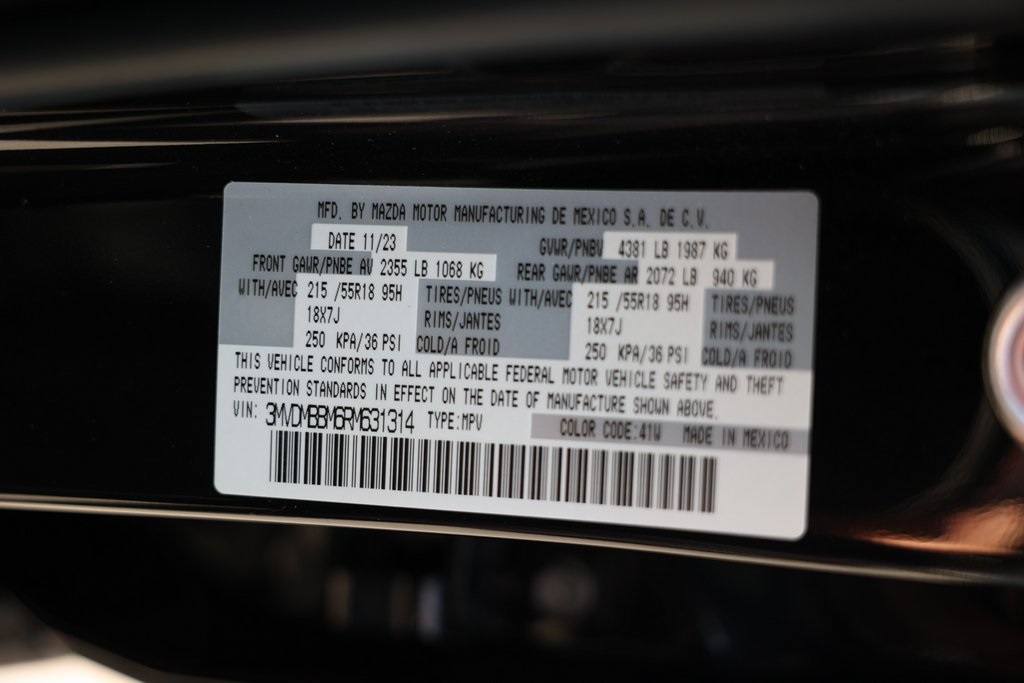 MFD. BY MAZDA MOTOR MANUFACTURING DE MEXICO S.A. DE C.V.
DATE 11/23 GVWR/PNBV 4381 LB 1987 KG
FRONT GAWR/PNBE AV 2355 LB 1068 KG REAR GAWR/PNBE AR 2072 LB 940 KG
WITH/AVEC 215 /55R18 95H TIRES/PNEUS WITH/AVEC 215 /55R18 95H TIRES/PNEUS
18X7J RIMS/JANTES 18X7J RIMS/JANTES
250 KPA/36 PSI COLD/A FROID 250 KPA/36 PSI COLD/A FROID
THIS VEHICLE CONFORMS TO ALL APPLICABLE FEDERAL MOTOR VEHICLE SAFETY AND THEFT
PREVENTION STANDARDS IN EFFECT ON THE DATE OF MANUFACTURE SHOWN ABOVE.
VIN: 3MVDMBBM6RM631314 TYPE:MPV COLOR CODE:41W MADE IN MEXICO